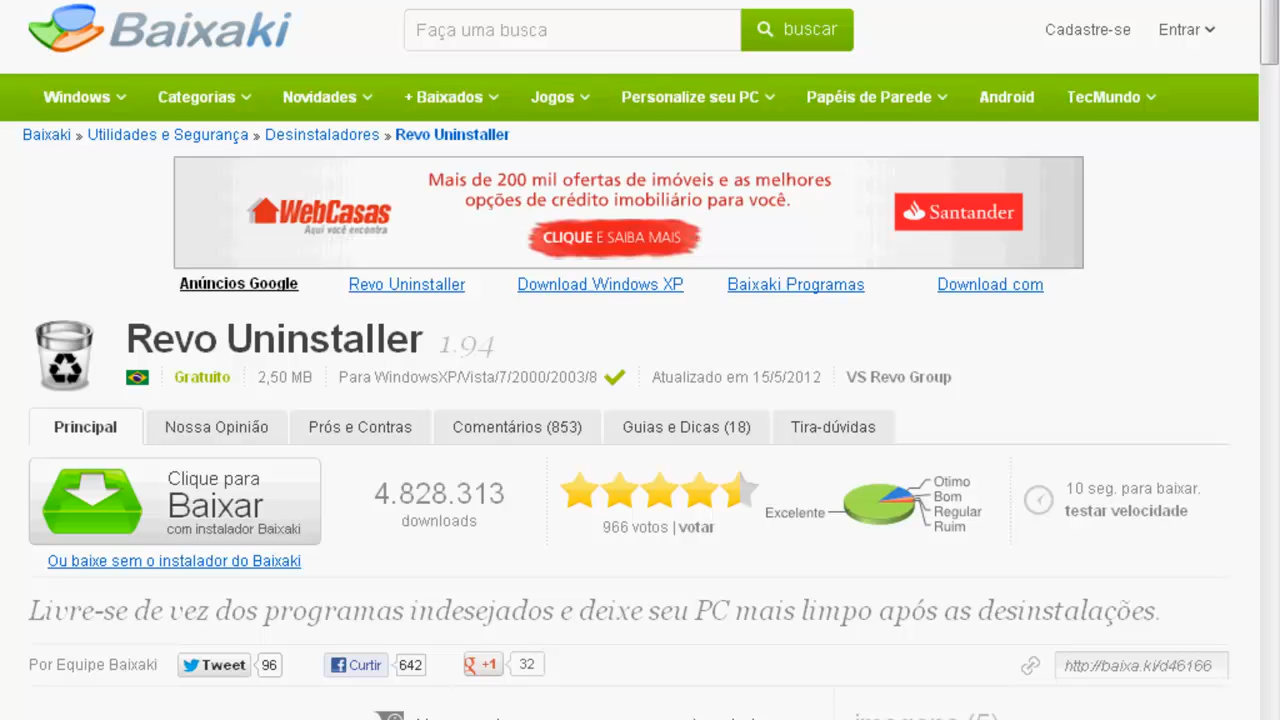 Baixaki
Faça uma busca
buscar
Cadastre-se
Entrar
Windows
Categorias
Novidades
+ Baixados
Jogos
Personalize seu PC
Papéis de Parede
Android
TecMundo
Baixaki » Utilidades e Segurança » Desinstaladores » Revo Uninstaller
WebCasas
Aqui você encontra
Mais de 200 mil ofertas de imóveis e as melhores
opções de crédito imobiliário para você.
CLIQUE E SAIBA MAIS
Santander
Anúncios Google
Revo Uninstaller
Download Windows XP
Baixaki Programas
Download com
Revo Uninstaller 1.94
Gratuito
2,50 MB
Para WindowsXP/Vista/7/2000/2003/8
Atualizado em 15/5/2012
VS Revo Group
Principal
Nossa Opinião
Prós e Contras
Comentários (853)
Guias e Dicas (18)
Tira-dúvidas
Clique para
Baixar
com instalador Baixaki
Ou baixe sem o instalador do Baixaki
4.828.313
downloads
966 votos | votar
Excelente
Otimo
Bom
Regular
Ruim
10 seg. para baixar.
testar velocidade
Livre-se de vez dos programas indesejados e deixe seu PC mais limpo após as desinstalações.
Por Equipe Baixaki
Tweet
96
Curtir
642
+1
32
http://baixa.ki/d46166